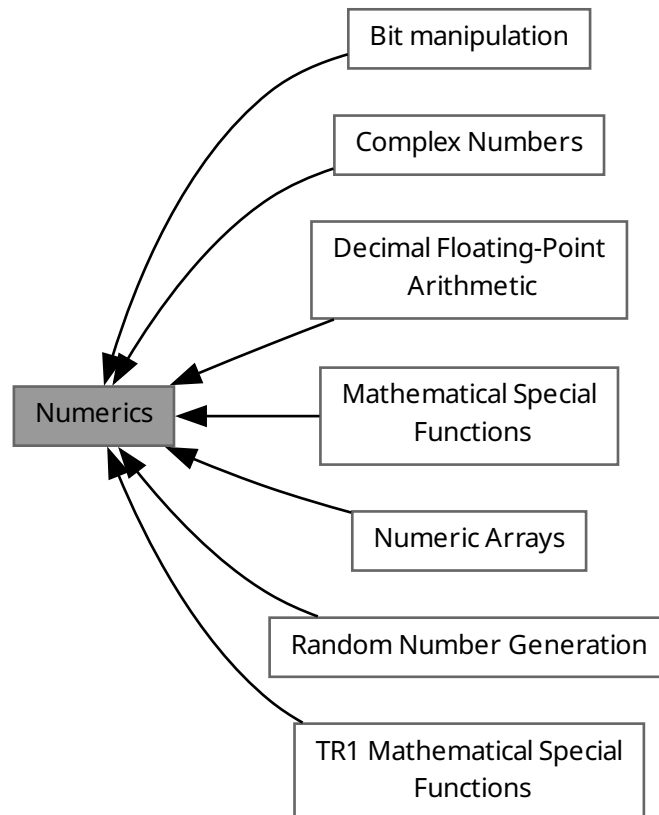 Bit manipulation
Complex Numbers
Decimal Floating-Point
Arithmetic
Numerics
Mathematical Special
Functions
Numeric Arrays
Random Number Generation
TR1 Mathematical Special
Functions